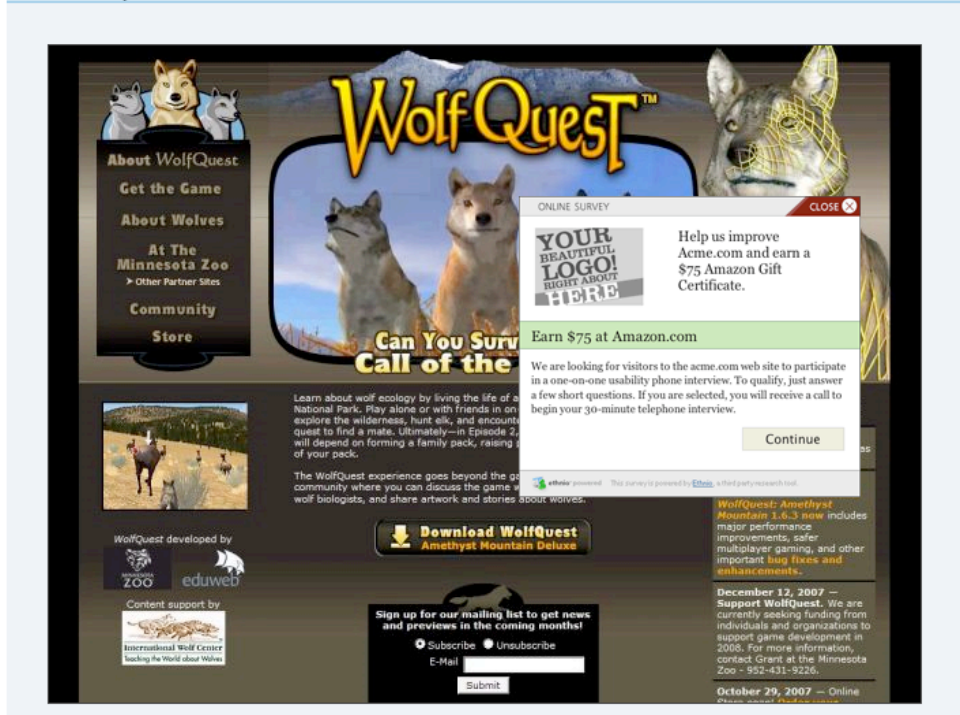 WolfQuest™
About WolfQuest
Get the Game
About Wolves
At The
Minnesota Zoo
➤ Other Partner Sites
Community
Store
Can You Surv
Call of the
ONLINE SURVEY
CLOSE
YOUR
BEAUTIFUL
LOGO!
RIGHT ABOUT
HERE
Help us improve
Acme.com and earn a
$75 Amazon Gift
Certificate.
Earn $75 at Amazon.com
We are looking for visitors to the acme.com web site to participate
in a one-on-one usability phone interview. To qualify, just answer
a few short questions. If you are selected, you will receive a call to
begin your 30-minute telephone interview.
Continue
ethnio powered This survey is powered by Ethnio, a third party research tool.
Learn about wolf ecology by living the life of a
National Park. Play alone or with friends in on
explore the wilderness, hunt elk, and encount
quest to find a mate. Ultimately—in Episode 2,
will depend on forming a family pack, raising
of your pack.
The WolfQuest experience goes beyond the ga
community where you can discuss the game w
wolf biologists, and share artwork and stories about wolves.
Download WolfQuest
Amethyst Mountain Deluxe
WolfQuest developed by
MINNESOTA
ZOO
eduweb
Content support by
International Wolf Center
Teaching the World about Wolves
Sign up for our mailing list to get news
and previews in the coming months!
Subscribe Unsubscribe
E-Mail
Submit
as
WolfQuest: Amethyst
Mountain 1.6.3 now includes
major performance
improvements, safer
multiplayer gaming, and other
important bug fixes and
enhancements.
December 12, 2007 —
Support WolfQuest. We are
currently seeking funding from
individuals and organizations to
support game development in
2008. For more information,
contact Grant at the Minnesota
Zoo - 952-431-9226.
October 29, 2007 — Online